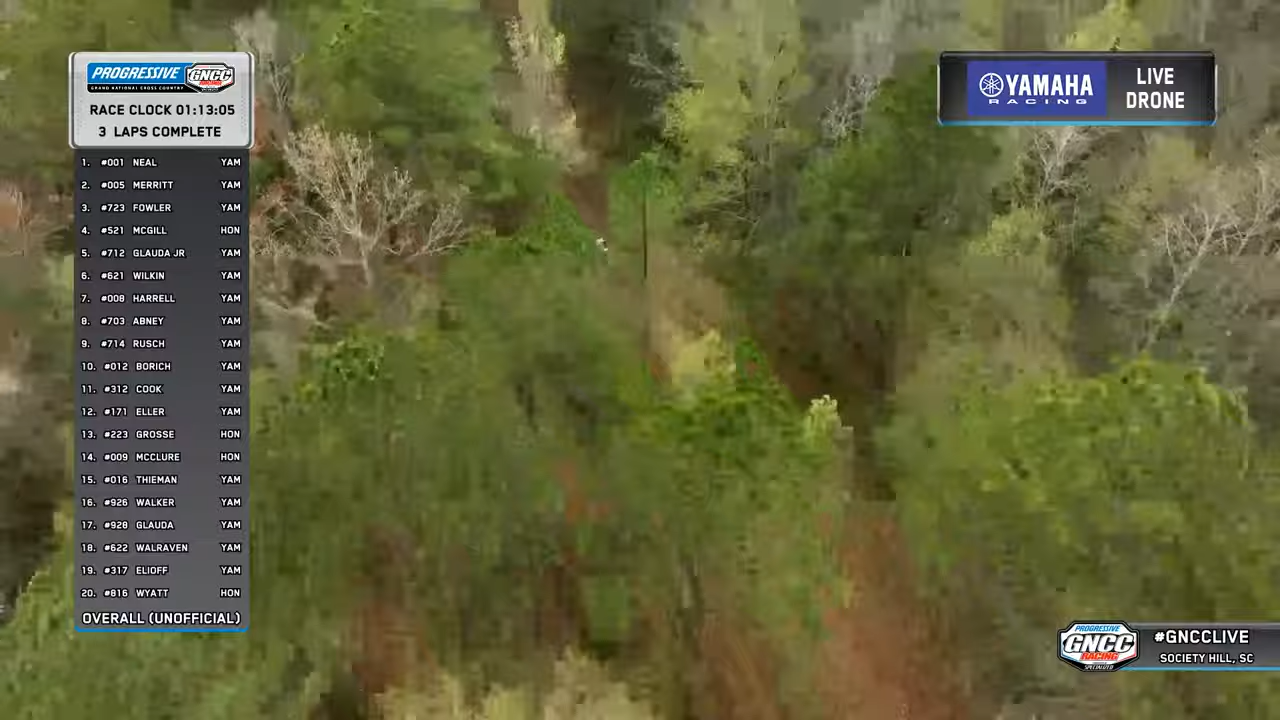 PROGRESSIVE GNCC RACING
GRAND NATIONAL CROSS COUNTRY
RACE CLOCK 01:13:05
3 LAPS COMPLETE
1. #001 NEAL YAM
2. #005 MERRITT YAM
3. #723 FOWLER YAM
4. #521 MCGILL HON
5. #712 GLAUDA JR YAM
6. #621 WILKIN YAM
7. #008 HARRELL YAM
8. #703 ABNEY YAM
9. #714 RUSCH YAM
10. #012 BORICH YAM
11. #312 COOK YAM
12. #171 ELLER YAM
13. #223 GROSSE HON
14. #009 MCCLURE HON
15. #016 THIEMAN YAM
16. #926 WALKER YAM
17. #928 GLAUDA YAM
18. #622 WALRAVEN YAM
19. #317 ELIOFF YAM
20. #816 WYATT HON
OVERALL (UNOFFICIAL)
YAMAHA
RACING
LIVE
DRONE
PROGRESSIVE
GNCC
RACING
SPECIALIZED
#GNCCLIVE
SOCIETY HILL, SC